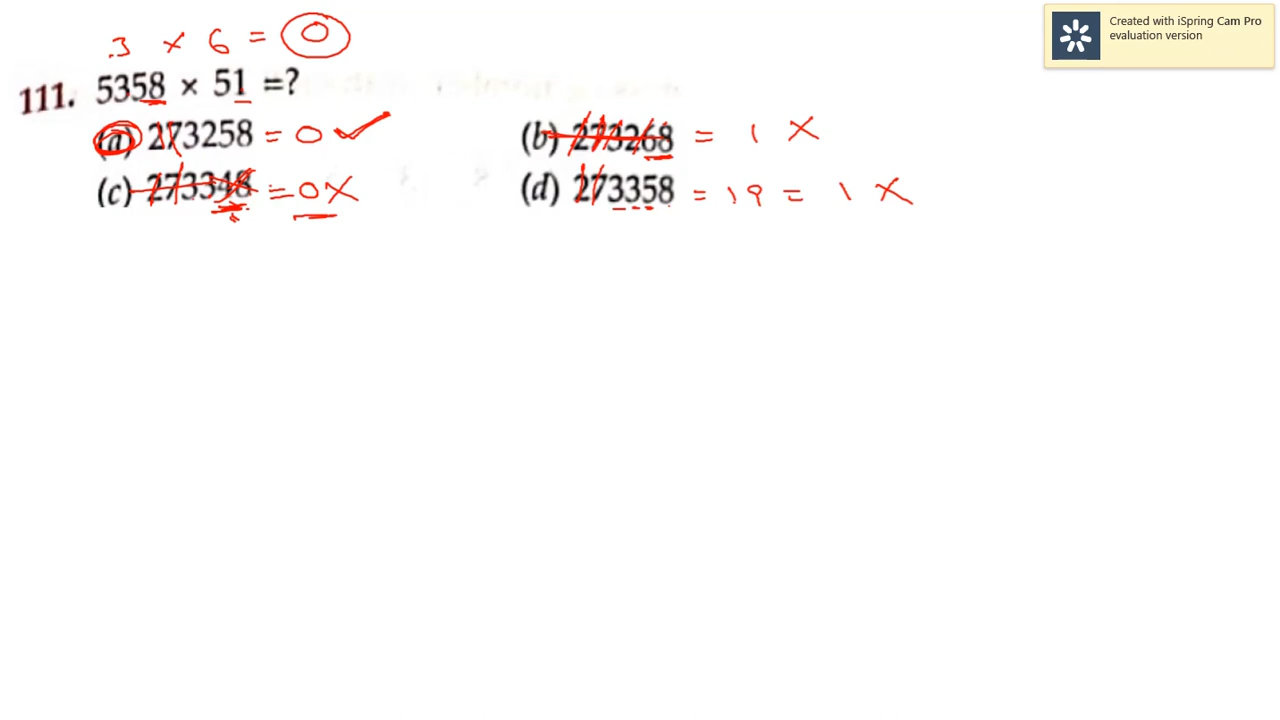 Created with iSpring Cam Pro
evaluation version
3 × 6 = 0
111. 5358 × 51 =?
(a) 273258 = 0 ✓
(b) 273268 = 1 ×
(c) 273348 = 0 ×
(d) 273358 = 19 = 1 ×